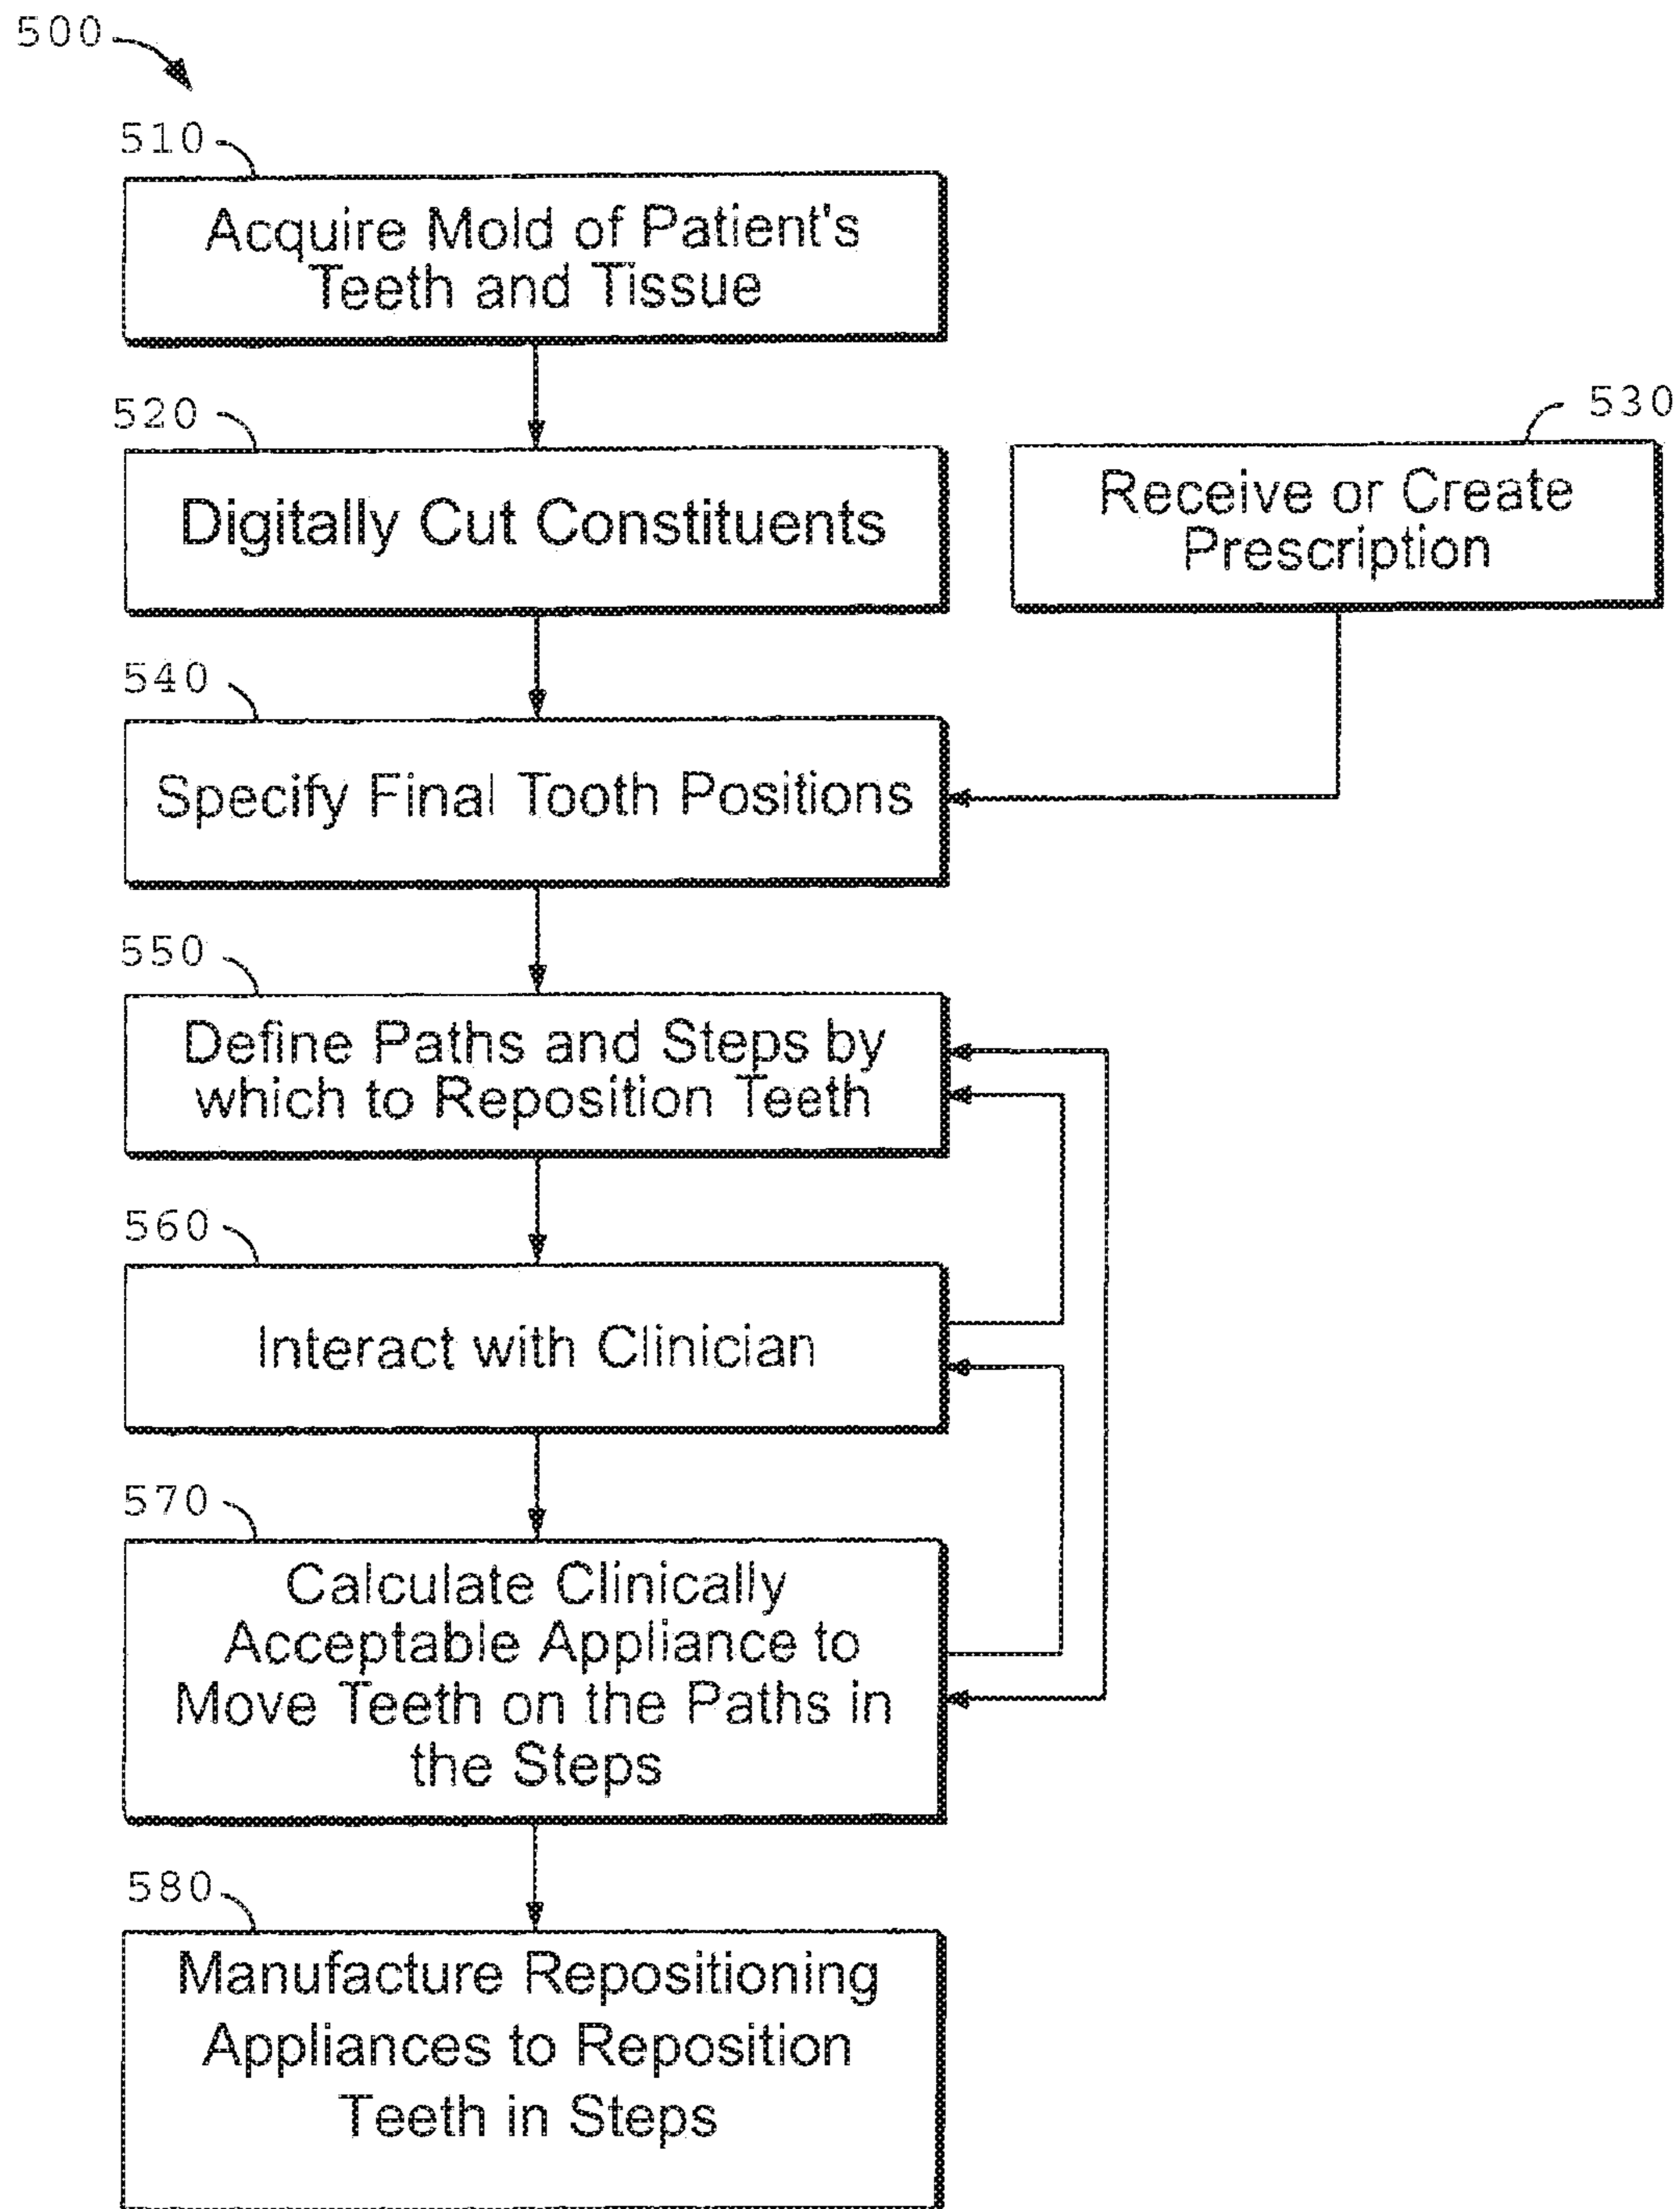 500
510
Acquire Mold of Patient's
Teeth and Tissue
520
Digitally Cut Constituents
530
Receive or Create
Prescription
540
Specify Final Tooth Positions
550
Define Paths and Steps by
which to Reposition Teeth
560
Interact with Clinician
570
Calculate Clinically
Acceptable Appliance to
Move Teeth on the Paths in
the Steps
580
Manufacture Repositioning
Appliances to Reposition
Teeth in Steps